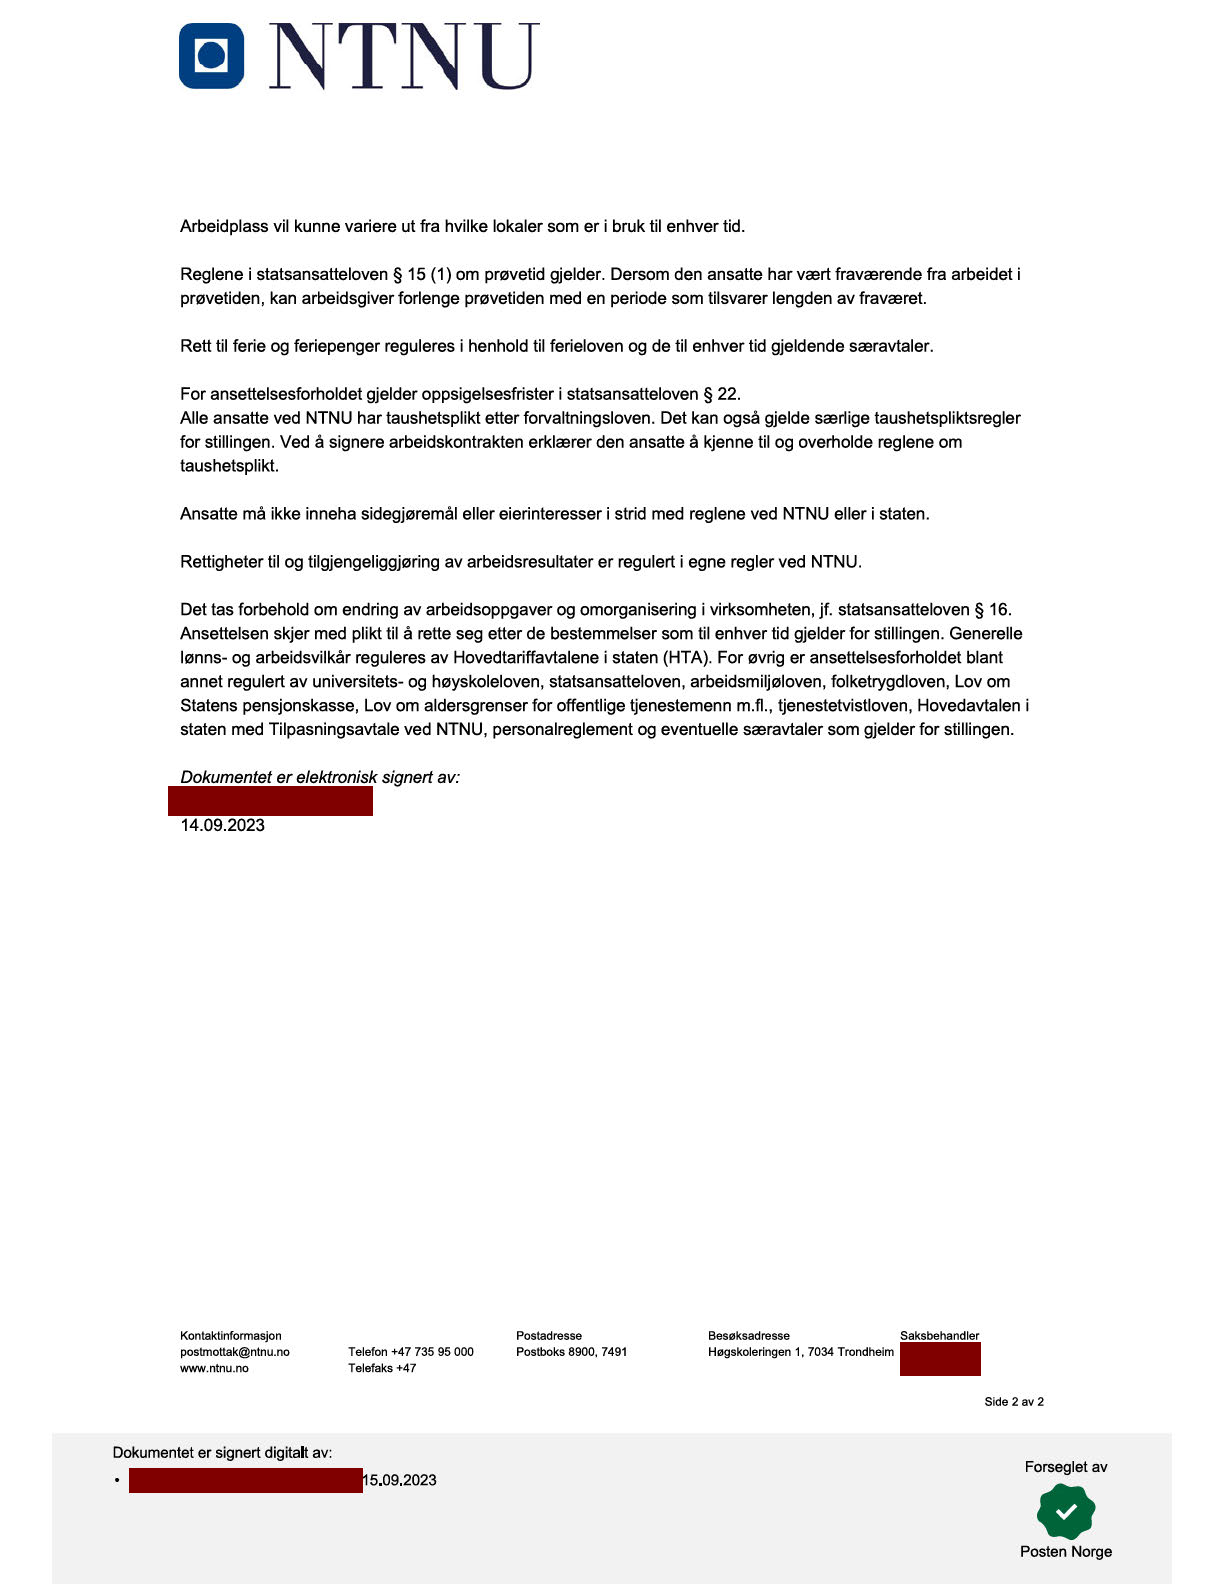 NTNU
Arbeidplass vil kunne variere ut fra hvilke lokaler som er i bruk til enhver tid.
Reglene i statsansatteloven § 15 (1) om prøvetid gjelder. Dersom den ansatte har vært fraværende fra arbeidet i
prøvetiden, kan arbeidsgiver forlenge prøvetiden med en periode som tilsvarer lengden av fraværet.
Rett til ferie og feriepenger reguleres i henhold til ferieloven og de til enhver tid gjeldende særavtaler.
For ansettelsesforholdet gjelder oppsigelsesfrister i statsansatteloven § 22.
Alle ansatte ved NTNU har taushetsplikt etter forvaltningsloven. Det kan også gjelde særlige taushetspliktsregler
for stillingen. Ved å signere arbeidskontrakten erklærer den ansatte å kjenne til og overholde reglene om
taushetsplikt.
Ansatte må ikke inneha sidegjøremål eller eierinteresser i strid med reglene ved NTNU eller i staten.
Rettigheter til og tilgjengeliggjøring av arbeidsresultater er regulert i egne regler ved NTNU.
Det tas forbehold om endring av arbeidsoppgaver og omorganisering i virksomheten, jf. statsansatteloven § 16.
Ansettelsen skjer med plikt til å rette seg etter de bestemmelser som til enhver tid gjelder for stillingen. Generelle
lønns- og arbeidsvilkår reguleres av Hovedtariffavtalene i staten (HTA). For øvrig er ansettelsesforholdet blant
annet regulert av universitets- og høyskoleloven, statsansatteloven, arbeidsmiljøloven, folketrygdloven, Lov om
Statens pensjonskasse, Lov om aldersgrenser for offentlige tjenestemenn m.fl., tjenestetvistloven, Hovedavtalen i
staten med Tilpasningsavtale ved NTNU, personalreglement og eventuelle særavtaler som gjelder for stillingen.
Dokumentet er elektronisk signert av:
14.09.2023
Kontaktinformasjon Postadresse Besøksadresse Saksbehandler
postmottak@ntnu.no Telefon +47 735 95 000 Postboks 8900, 7491 Høgskoleringen 1, 7034 Trondheim
www.ntnu.no Telefaks +47
Side 2 av 2
Dokumentet er signert digitalt av:
• 15.09.2023
Forseglet av
Posten Norge